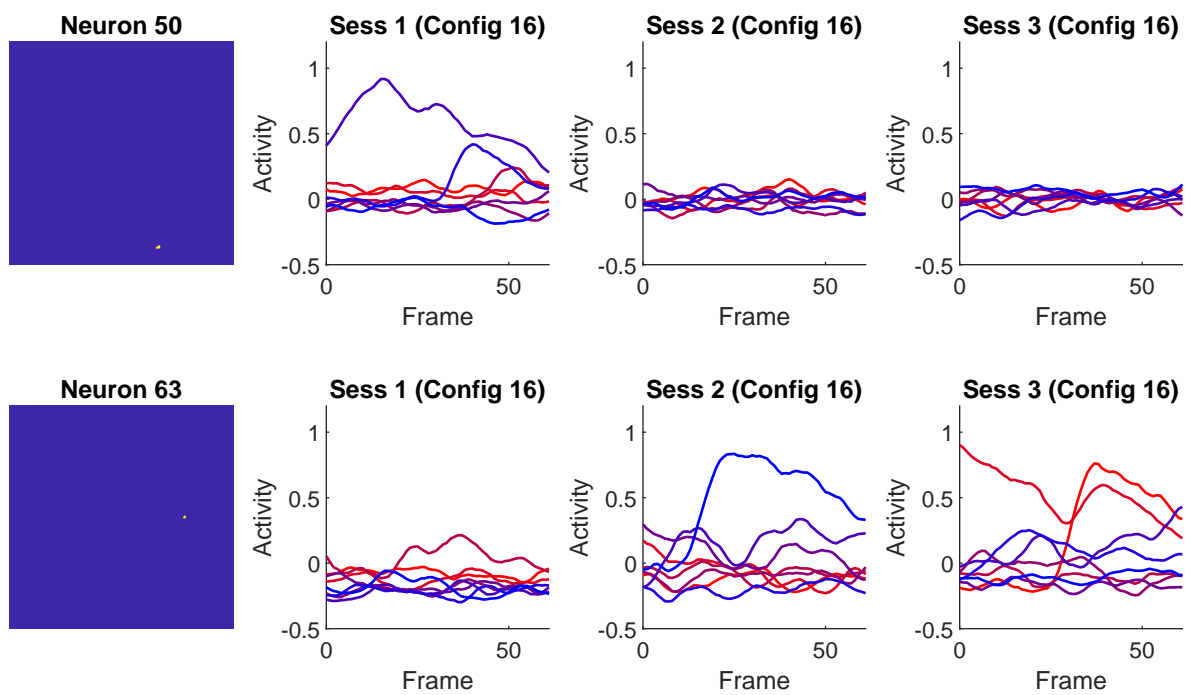 Neuron 50 Sess 1 (Config 16) Sess 2 (Config 16) Sess 3 (Config 16)
1 1 1
0.5 0.5 0.5
0 0 0
-0.5 -0.5 -0.5
Activity Activity Activity
0 50 0 50 0 50
Frame Frame Frame
Neuron 63 Sess 1 (Config 16) Sess 2 (Config 16) Sess 3 (Config 16)
1 1 1
0.5 0.5 0.5
0 0 0
-0.5 -0.5 -0.5
Activity Activity Activity
0 50 0 50 0 50
Frame Frame Frame